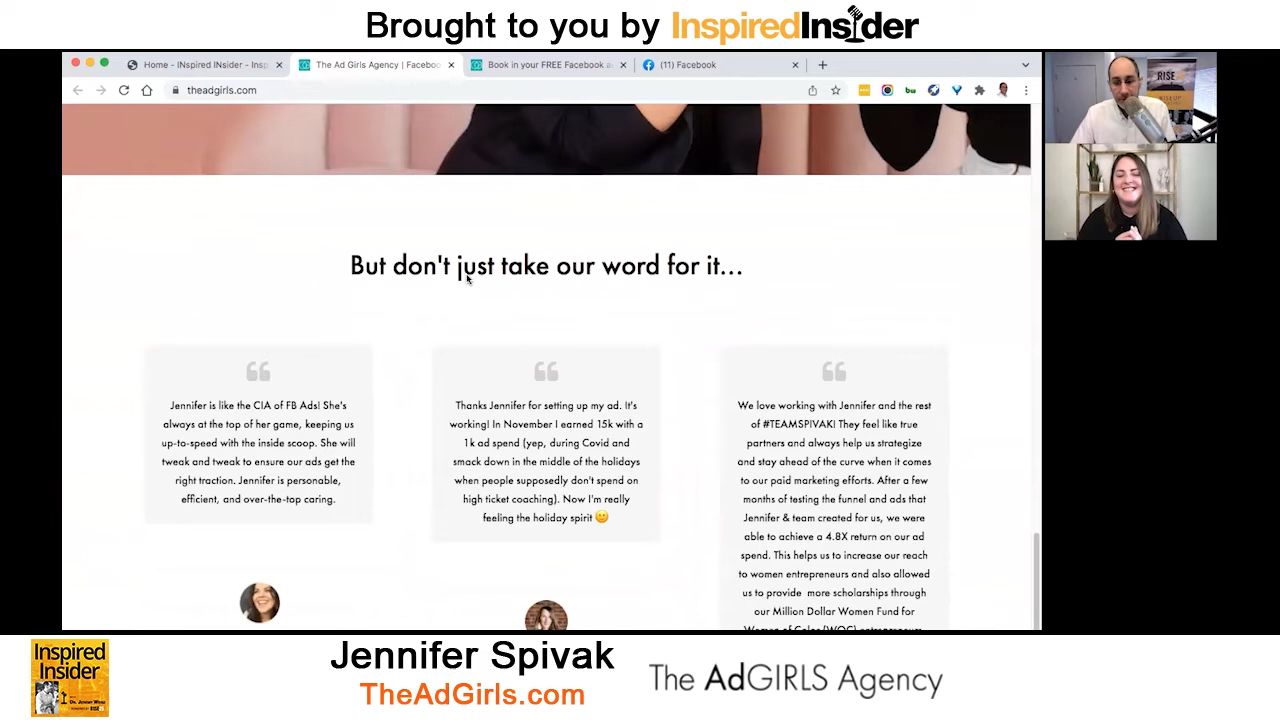 Brought to you by InspiredInsider
Home - INspired INsider - Insp
The Ad Girls Agency | Faceboo
Book in your FREE Facebook a
(11) Facebook
theadgirls.com
RISE
But don't just take our word for it...
Jennifer is like the CIA of FB Ads! She's
always at the top of her game, keeping us
up-to-speed with the inside scoop. She will
tweak and tweak to ensure our ads get the
right traction. Jennifer is personable,
efficient, and over-the-top caring.
Thanks Jennifer for setting up my ad. It's
working! In November I earned 15k with a
1k ad spend (yep, during Covid and
smack down in the middle of the holidays
when people supposedly don't spend on
high ticket coaching). Now I'm really
feeling the holiday spirit 🙂
We love working with Jennifer and the rest
of #TEAMSPIVAK! They feel like true
partners and always help us strategize
and stay ahead of the curve when it comes
to our paid marketing efforts. After a few
months of testing the funnel and ads that
Jennifer & team created for us, we were
able to achieve a 4.8X return on our ad
spend. This helps us to increase our reach
to women entrepreneurs and also allowed
us to provide more scholarships through
our Million Dollar Women Fund for
Women of Color (WOC) entrepreneurs
Inspired
Insider
Jennifer Spivak
TheAdGirls.com
The AdGIRLS Agency